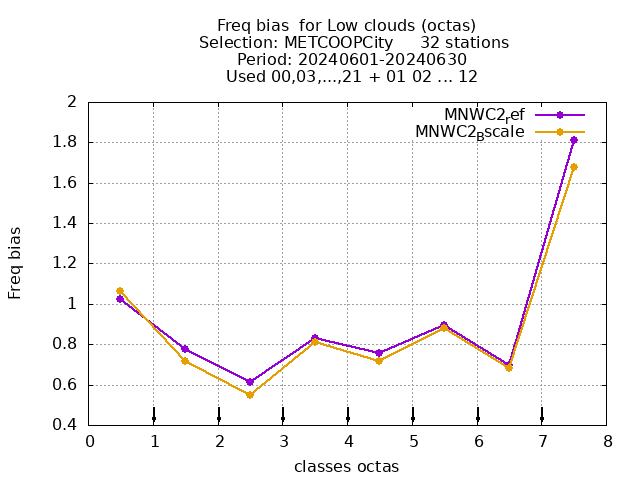 Freq bias  for Low clouds (octas)
Selection: METCOOPCity     32 stations
Period: 20240601-20240630
Used 00,03,...,21 + 01 02 ... 12
MNWC2_ref
MNWC2_Bscale
Freq bias
2
1.8
1.6
1.4
1.2
1
0.8
0.6
0.4
0 1 2 3 4 5 6 7 8
classes octas